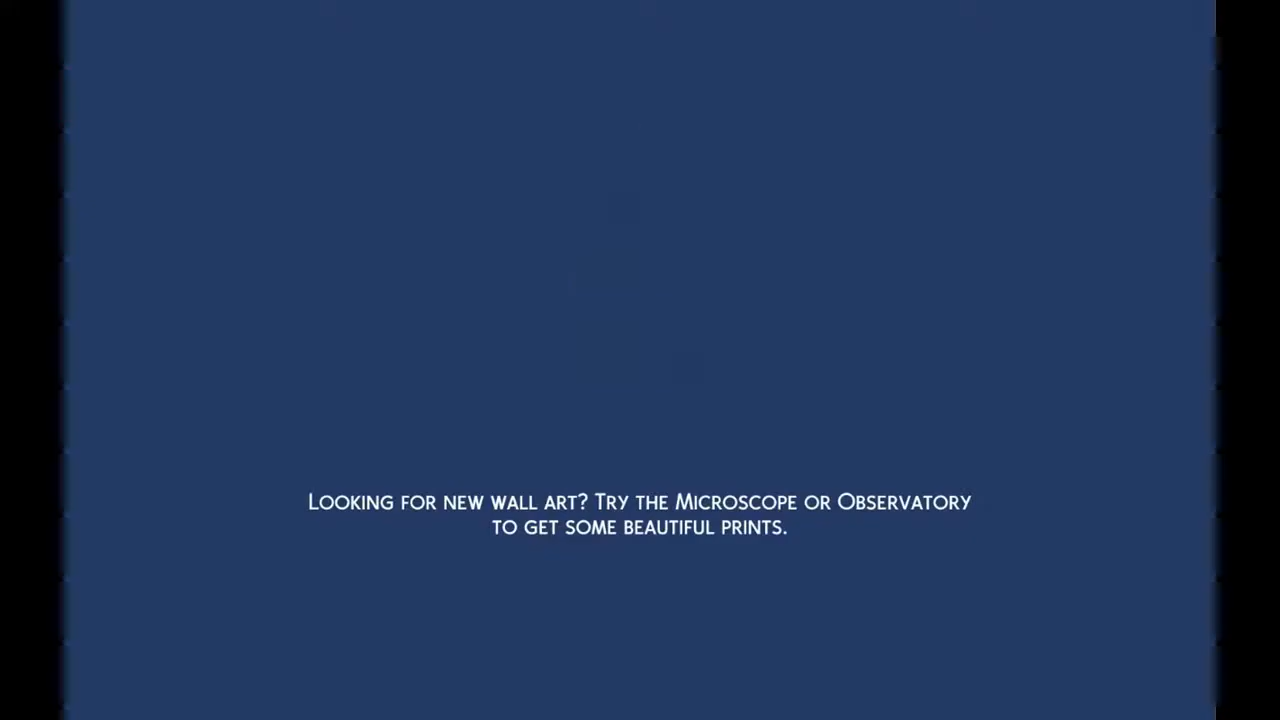 Looking for new wall art? Try the Microscope or Observatory
to get some beautiful prints.